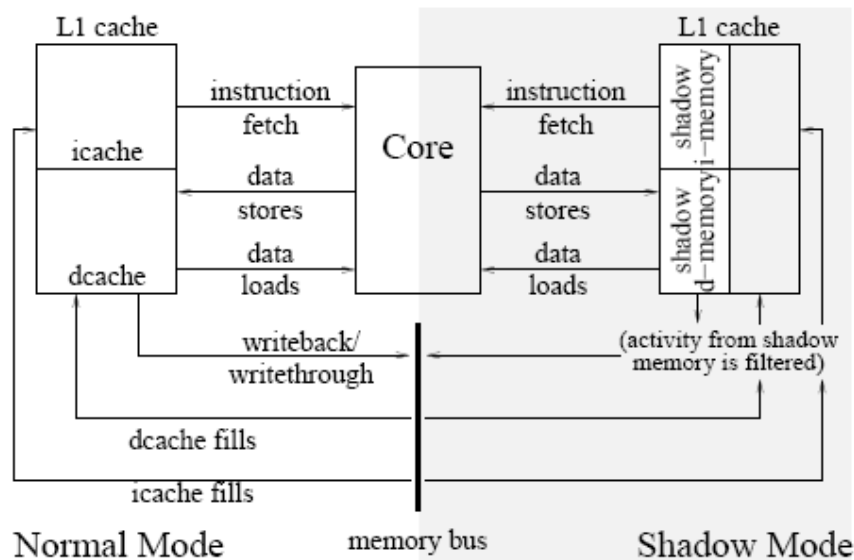 L1 cache
L1 cache
instruction
fetch
instruction
fetch
shadow
i−memory
icache
Core
data
stores
data
stores
shadow
d−memory
dcache
data
loads
data
loads
writeback/
writethrough
(activity from shadow
memory is filtered)
dcache fills
icache fills
Normal Mode
memory bus
Shadow Mode